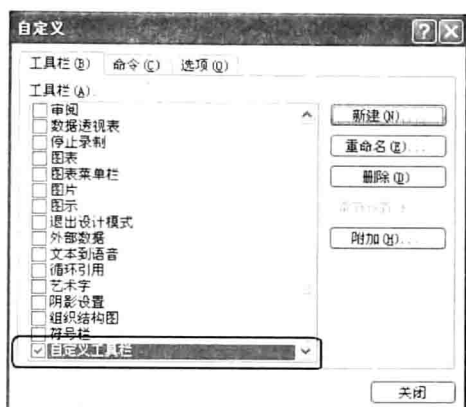 自定义
工具栏(B) 命令(C) 选项(O)
工具栏(A)
审阅
数据透视表
停止录制
图表
图表菜单栏
图片
图示
退出设计模式
外部数据
文本到语音
循环引用
艺术字
阴影设置
组织结构图
符号栏
自定义工具栏
新建(N)...
重命名(E)...
删除(D)
附加(H)...
关闭